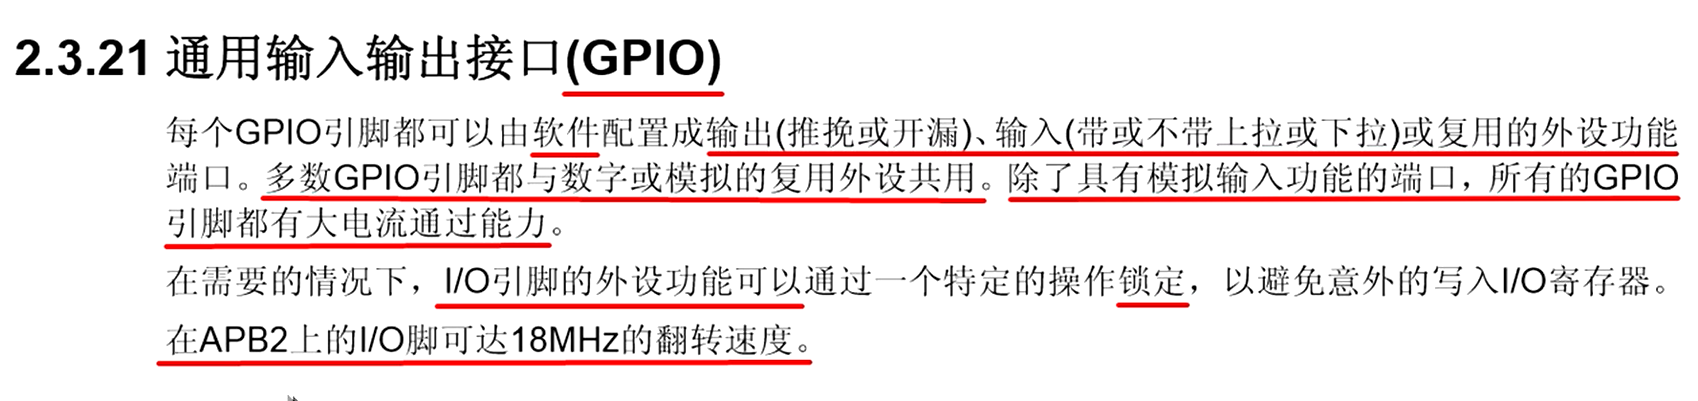 2.3.21 通用输入输出接口(GPIO)
每个GPIO引脚都可以由软件配置成输出(推挽或开漏)、输入(带或不带上拉或下拉)或复用的外设功能
端口。多数GPIO引脚都与数字或模拟的复用外设共用。除了具有模拟输入功能的端口，所有的GPIO
引脚都有大电流通过能力。
在需要的情况下，I/O引脚的外设功能可以通过一个特定的操作锁定，以避免意外的写入I/O寄存器。
在APB2上的I/O脚可达18MHz的翻转速度。